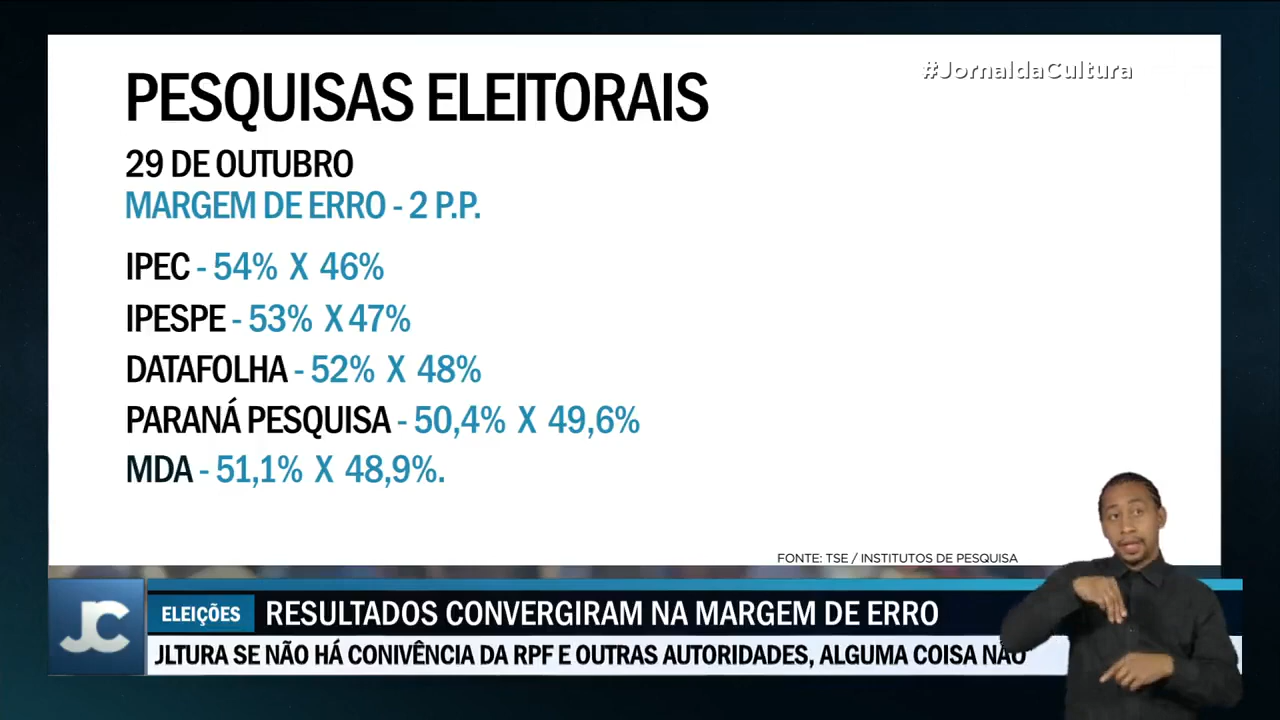 #JornaldaCultura
PESQUISAS ELEITORAIS
29 DE OUTUBRO
MARGEM DE ERRO - 2 P.P.
IPEC - 54% X 46%
IPESPE - 53% X 47%
DATAFOLHA - 52% X 48%
PARANÁ PESQUISA - 50,4% X 49,6%
MDA - 51,1% X 48,9%.
FONTE: TSE / INSTITUTOS DE PESQUISA
JC
ELEIÇÕES RESULTADOS CONVERGIRAM NA MARGEM DE ERRO
JLTURA SE NÃO HÁ CONIVÊNCIA DA RPF E OUTRAS AUTORIDADES, ALGUMA COISA NÃO